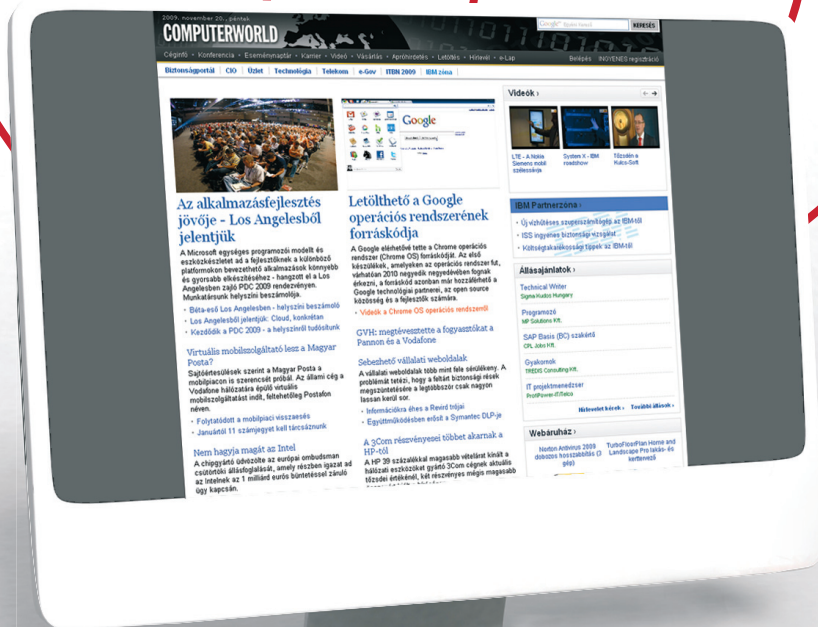 2009. november 20., péntek
COMPUTERWORLD
KERESÉS
Céginfó • Konferencia • Eseménynaptár • Karrier • Videó • Vásárlás • Apróhirdetés • Letöltés • Hírlevél • e-Lap
Belépés INGYENES regisztráció
Biztonságportál | CIO | Üzlet | Technológia | Telekom | e-Gov | ITBN 2009 | IBM zóna
Az alkalmazásfejlesztés
jövője - Los Angelesből
jelentjük
A Microsoft egységes programozói modellt és
eszközkészletet ad a fejlesztőknek a különböző
platformokon bevezethető alkalmazások könnyebb
és gyorsabb elkészítéséhez - hangzott el a Los
Angelesben zajló PDC 2009 rendezvényen.
Munkatársunk helyszíni beszámolója.
• Béta-eső Los Angelesben - helyszíni beszámoló
• Los Angelesből jelentjük: Cloud, konkrétan
• Kezdődik a PDC 2009 - a helyszínről tudósítunk
Virtuális mobilszolgáltató lesz a Magyar
Posta?
Sajtóértesülések szerint a Magyar Posta a
mobilpiacon is szerencsét próbál. Az állami cég a
Vodafone hálózatára épülő virtuális
mobilszolgáltatást indít, feltehetőleg Postafon
néven.
• Folytatódott a mobilpiaci visszaesés
• Januártól 11 számjegyet kell tárcsáznunk
Nem hagyja magát az Intel
A chipgyártó üdvözölte az európai ombudsman
csütörtöki állásfoglalását, amely részben igazat ad
az Intelnek az 1 milliárd eurós büntetéssel záruló
ügy kapcsán.
Google
Letölthető a Google
operációs rendszerének
forráskódja
A Google elérhetővé tette a Chrome operációs
rendszer (Chrome OS) forráskódját. Az első
készülékek, amelyeken az operációs rendszer fut,
várhatóan 2010 negyedik negyedévében fognak
érkezni, a forráskód azonban már hozzáférhető a
Google technológiai partnerei, az open source
közösség és a fejlesztők számára.
• Videók a Chrome OS operációs rendszerről
GVH: megtévesztette a fogyasztókat a
Pannon és a Vodafone
Sebezhető vállalati weboldalak
A vállalati weboldalak több mint fele sérülékeny. A
problémát tetézi, hogy a feltárt biztonsági rések
megszüntetésére a legtöbbször csak nagyon
lassan kerül sor.
• Információkra éhes a Revird trójai
• Együttműködésben erősít a Symantec DLP-je
A 3Com részvényesei többet akarnak a
HP-tól
A HP 39 százalékkal magasabb vételárat kínált a
hálózati eszközöket gyártó 3Com cégnek aktuális
tőzsdei értékénél, két részvényes mégis magasabb
Videók ›
LTE - A Nokia
Siemens mobil
szélessávja
System X - IBM
roadshow
Tőzsdén a
Kulcs-Soft
IBM Partnerzóna ›
• Új vízhűtéses szuperszámítógép az IBM-től
• ISS ingyenes biztonsági vizsgálat
• Költségtakarékossági tippek az IBM-től
Állásajánlatok ›
Technical Writer
Sigma Kudos Hungary
Programozó
MP Solutions Kft.
SAP Basis (BC) szakértő
CPL Jobs Kft.
Gyakornok
TREDIS Consulting Kft.
IT projektmenedzser
ProfiPower-IT/Telco
Hírlevelet kérek › További állások ›
Webáruház ›
Norton Antivirus 2009
dobozos hosszabbítás (3
gép)
TurboFloorPlan Home and
Landscape Pro lakás- és
kerttervező